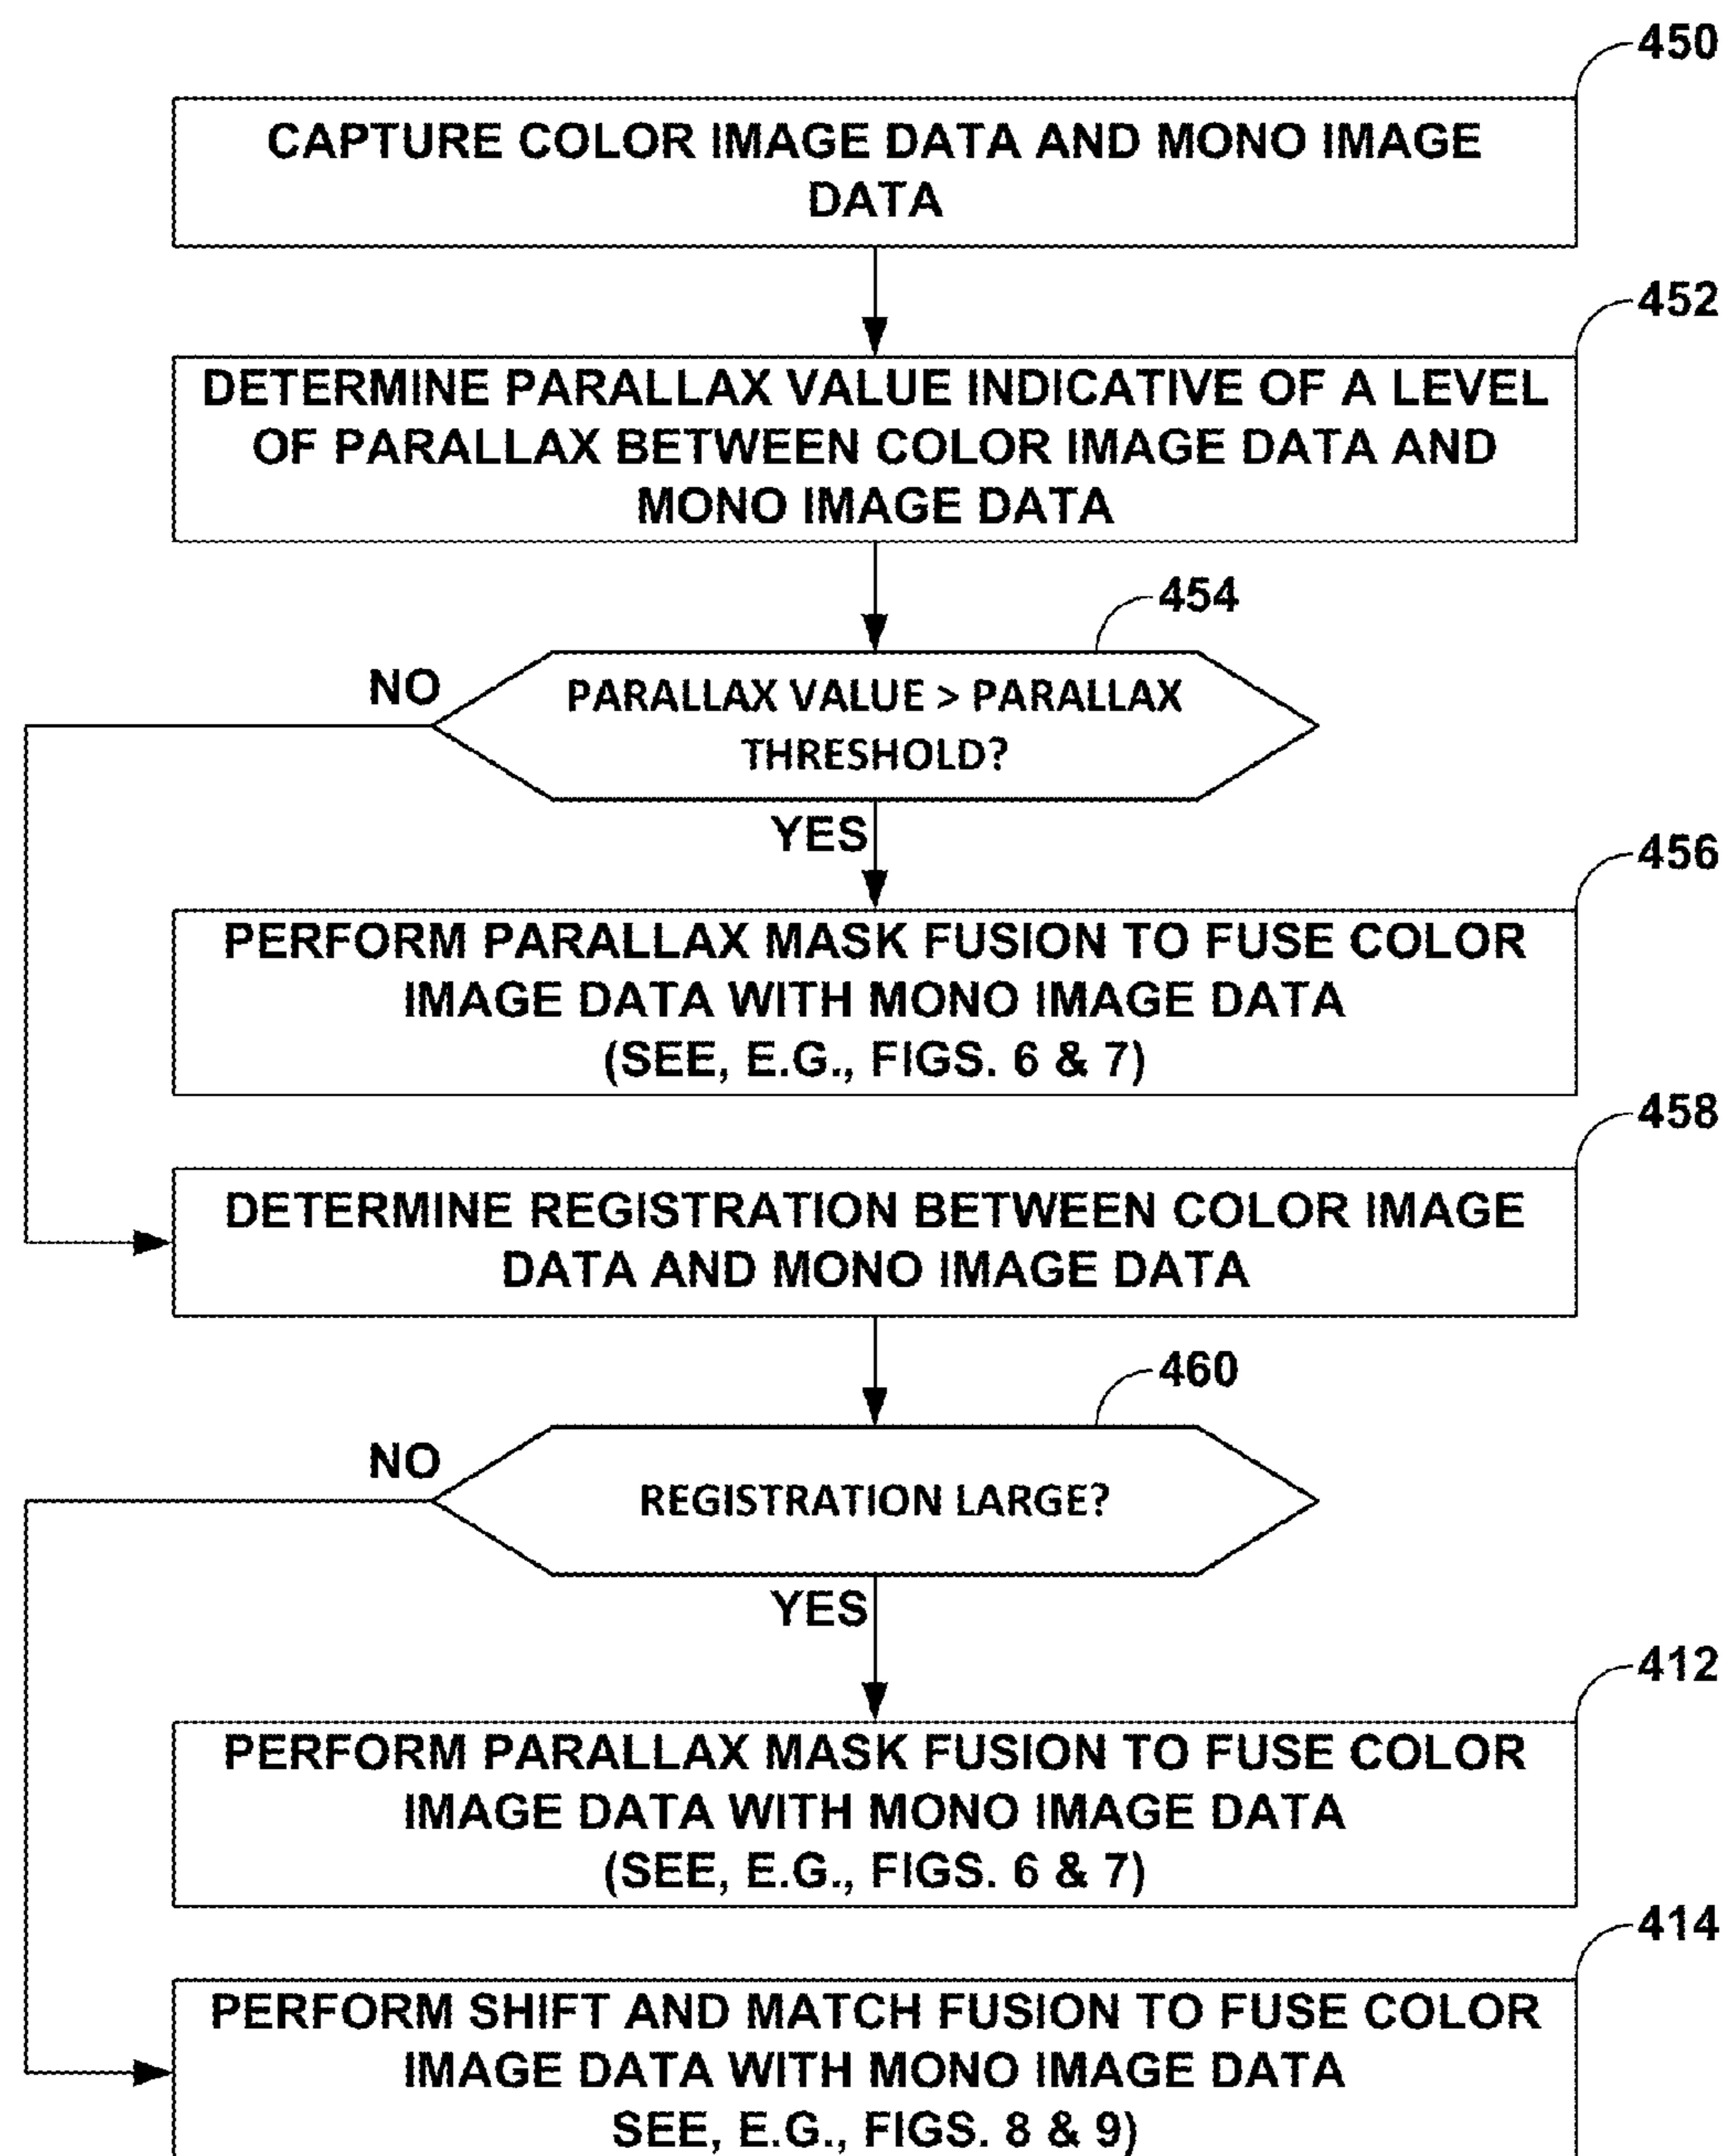 450
CAPTURE COLOR IMAGE DATA AND MONO IMAGE
DATA
452
DETERMINE PARALLAX VALUE INDICATIVE OF A LEVEL
OF PARALLAX BETWEEN COLOR IMAGE DATA AND
MONO IMAGE DATA
454
NO
PARALLAX VALUE > PARALLAX
THRESHOLD?
YES
456
PERFORM PARALLAX MASK FUSION TO FUSE COLOR
IMAGE DATA WITH MONO IMAGE DATA
(SEE, E.G., FIGS. 6 & 7)
458
DETERMINE REGISTRATION BETWEEN COLOR IMAGE
DATA AND MONO IMAGE DATA
460
NO
REGISTRATION LARGE?
YES
412
PERFORM PARALLAX MASK FUSION TO FUSE COLOR
IMAGE DATA WITH MONO IMAGE DATA
(SEE, E.G., FIGS. 6 & 7)
414
PERFORM SHIFT AND MATCH FUSION TO FUSE COLOR
IMAGE DATA WITH MONO IMAGE DATA
SEE, E.G., FIGS. 8 & 9)